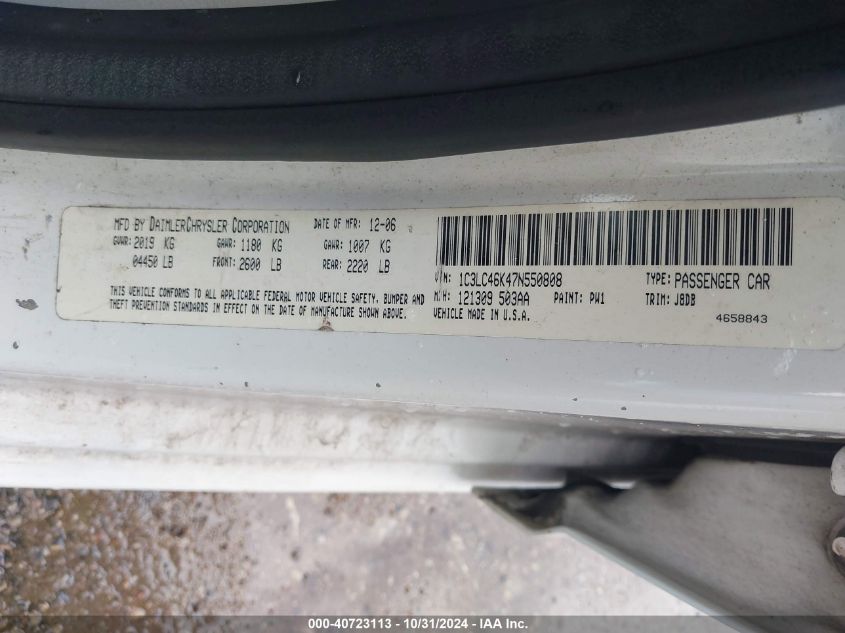 MFD BY DAIMLERCHRYSLER CORPORATION DATE OF MFR: 12-06
GVWR: 2019 KG GAWR: 1180 KG GAWR: 1007 KG
04450 LB FRONT: 2600 LB REAR: 2220 LB
THIS VEHICLE CONFORMS TO ALL APPLICABLE FEDERAL MOTOR VEHICLE SAFETY, BUMPER AND
THEFT PREVENTION STANDARDS IN EFFECT ON THE DATE OF MANUFACTURE SHOWN ABOVE.
VIN: 1C3LC46K47N550808 TYPE: PASSENGER CAR
M/H: 121309 503AA PAINT: PW1 TRIM: J8DB
VEHICLE MADE IN U.S.A. 4658843
000-40723113 - 10/31/2024 - IAA Inc.